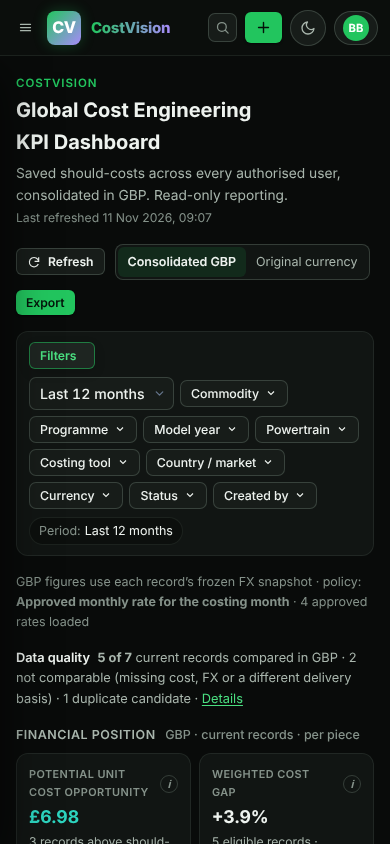 CV CostVision BB
COSTVISION
Global Cost Engineering
KPI Dashboard
Saved should-costs across every authorised user,
consolidated in GBP. Read-only reporting.
Last refreshed 11 Nov 2026, 09:07
Refresh Consolidated GBP Original currency
Export
Filters
Last 12 months Commodity
Programme Model year Powertrain
Costing tool Country / market
Currency Status Created by
Period: Last 12 months
GBP figures use each record’s frozen FX snapshot · policy:
Approved monthly rate for the costing month · 4 approved
rates loaded
Data quality 5 of 7 current records compared in GBP · 2
not comparable (missing cost, FX or a different delivery
basis) · 1 duplicate candidate · Details
FINANCIAL POSITION GBP · current records · per piece
POTENTIAL UNIT
COST OPPORTUNITY i
£6.98
3 records above should-
WEIGHTED COST
GAP i
+3.9%
5 eligible records ·